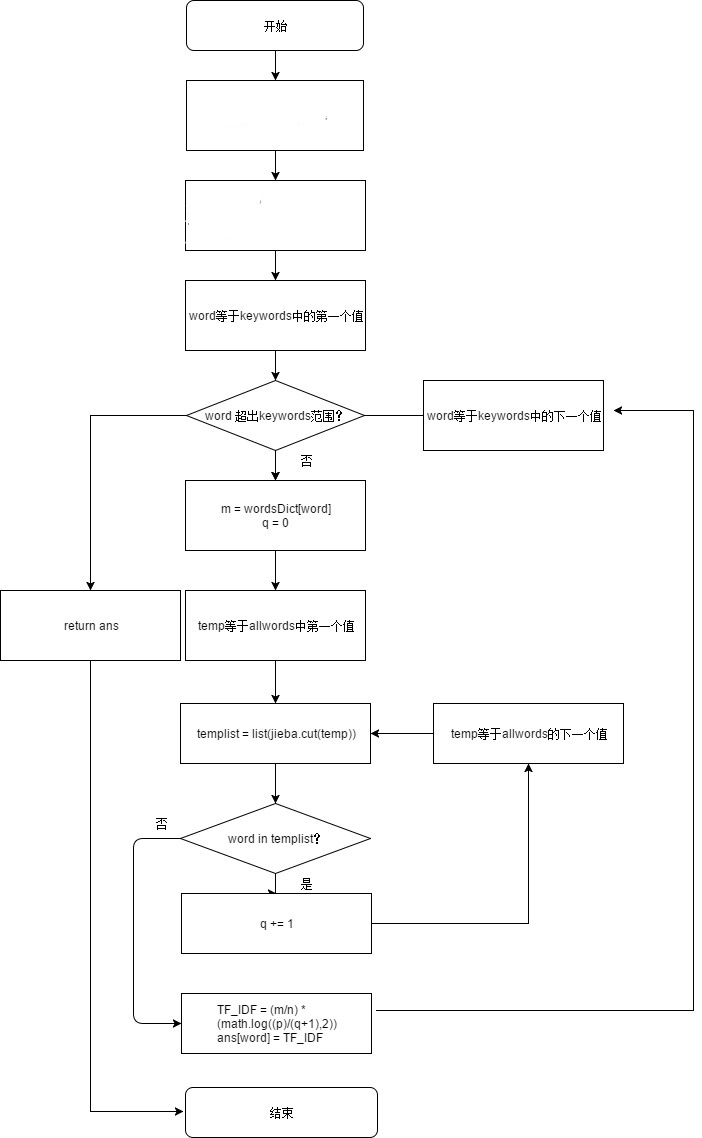 开始
word等于keywords中的第一个值
word 超出keywords范围?
word等于keywords中的下一个值
否
m = wordsDict[word]
q = 0
return ans
temp等于allwords中第一个值
templist = list(jieba.cut(temp))
temp等于allwords的下一个值
否
word in templist?
是
q += 1
TF_IDF = (m/n) *
(math.log((p)/(q+1),2))
ans[word] = TF_IDF
结束